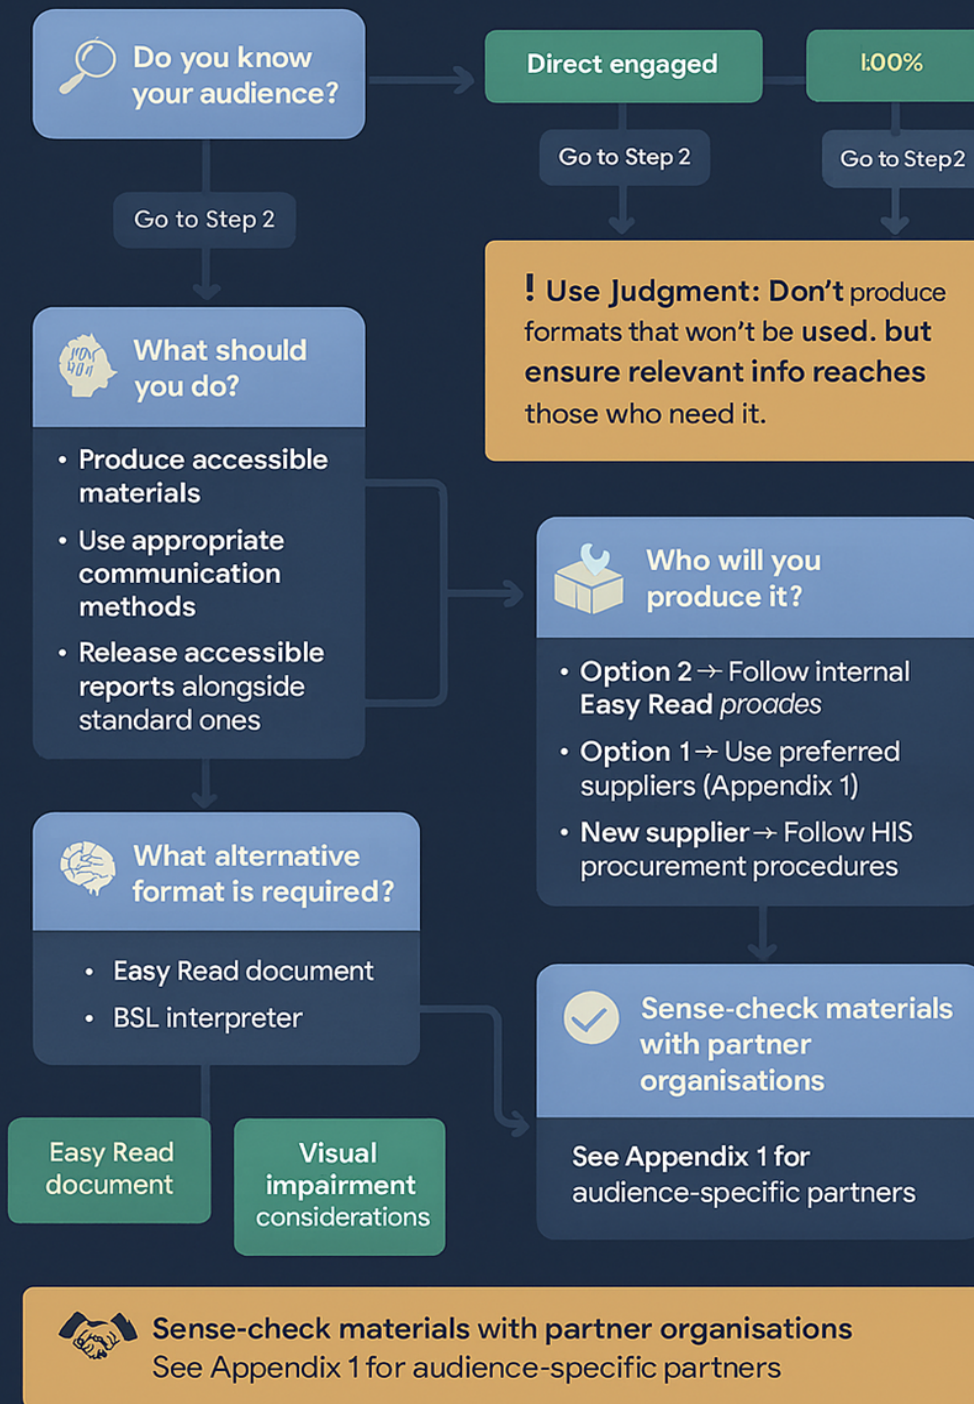 Do you know
your audience?
Direct engaged
1:00%
Go to Step 2
Go to Step2
Go to Step 2
! Use Judgment: Don't produce
formats that won't be used. but
ensure relevant info reaches
those who need it.
What should
you do?
• Produce accessible
materials
• Use appropriate
communication
methods
• Release accessible
reports alongside
standard ones
Who will you
produce it?
• Option 2 → Follow internal
Easy Read proades
• Option 1 → Use preferred
suppliers (Appendix 1)
• New supplier → Follow HIS
procurement procedures
What alternative
format is required?
• Easy Read document
• BSL interpreter
Sense-check materials
with partner
organisations
See Appendix 1 for
audience-specific partners
Easy Read
document
Visual
impairment
considerations
Sense-check materials with partner organisations
See Appendix 1 for audience-specific partners